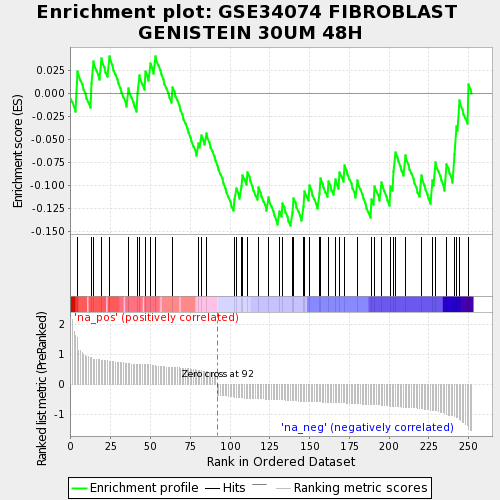 Enrichment plot: GSE34074 FIBROBLAST
GENISTEIN 30UM 48H
Enrichment score (ES)
0.025
0.000
-0.025
-0.050
-0.075
-0.100
-0.125
-0.150
'na_pos' (positively correlated)
Ranked list metric (PreRanked)
2
1
0
-1
Zero cross at 92
'na_neg' (negatively correlated)
0 25 50 75 100 125 150 175 200 225 250
Rank in Ordered Dataset
Enrichment profile Hits Ranking metric scores